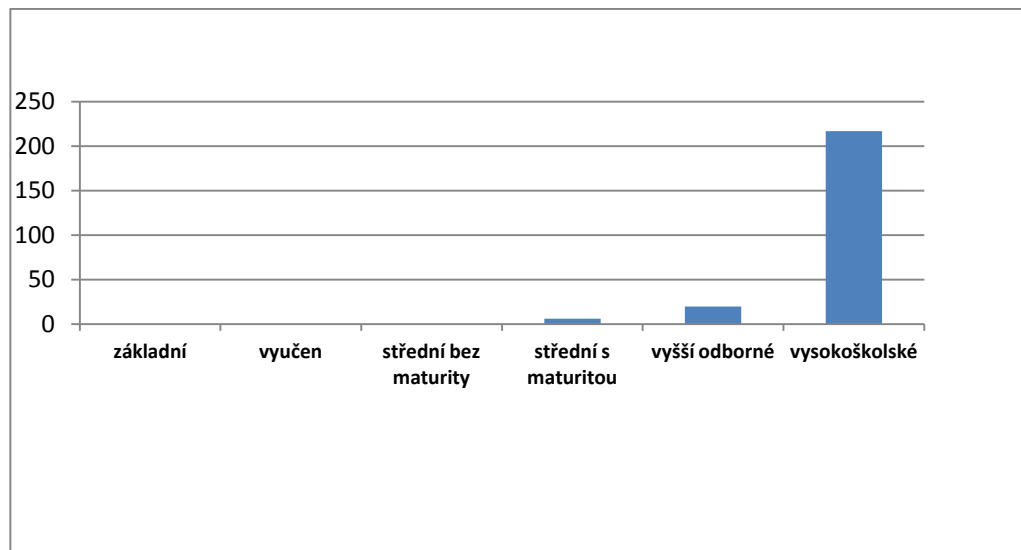 250
200
150
100
50
0
základní
vyučen
střední bez
maturity
střední s
maturitou
vyšší odborné
vysokoškolské